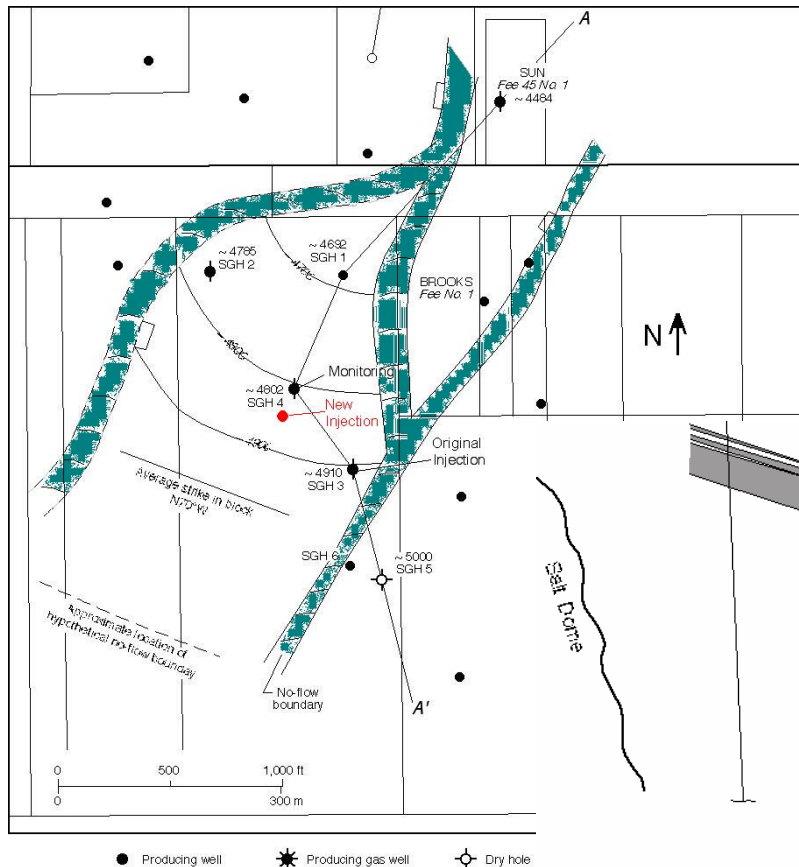 A
SUN
Fee 45 No. 1
~ 4484
~ 4692
SGH 1
~ 4785
SGH 2
BROOKS
Fee No. 1
N
Monitoring
~ 4802
SGH 4
New
Injection
Original
Injection
~ 4910
SGH 3
Average strike in block
N70°W
SGH 6
~ 5000
SGH 5
Salt Dome
Approximate location of
hypothetical no-flow boundary
No-flow
boundary
A'
0 500 1,000 ft
0 300 m
Producing well
Producing gas well
Dry hole